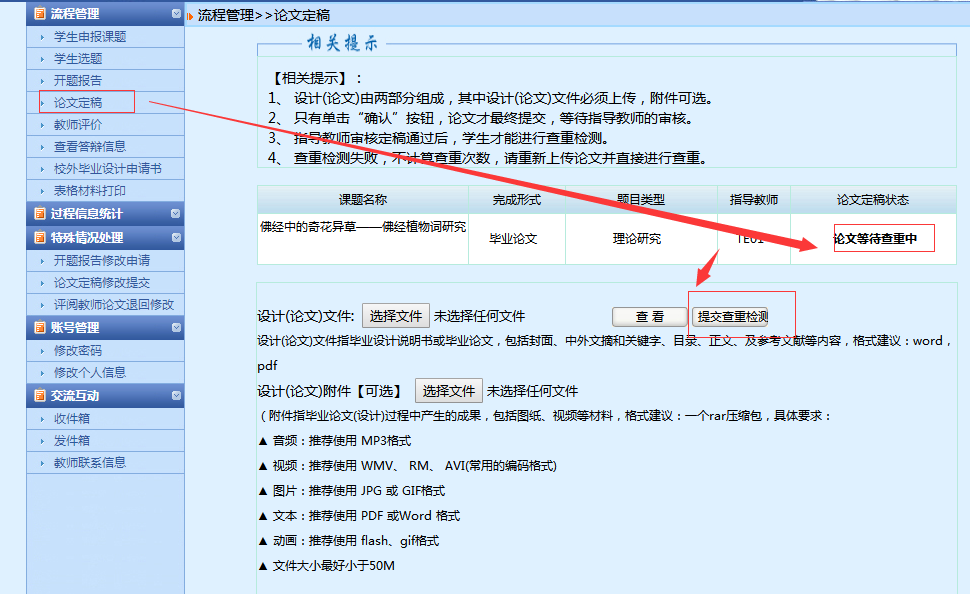 流程管理
学生申报课题
学生选题
开题报告
论文定稿
教师评价
查看答辩信息
校外毕业设计申请书
表格材料打印
过程信息统计
特殊情况处理
开题报告修改申请
论文定稿修改提交
评阅教师论文退回修改
账号管理
修改密码
修改个人信息
交流互动
收件箱
发件箱
教师联系信息
流程管理>>论文定稿
相关提示
【相关提示】：
1、 设计(论文)由两部分组成，其中设计(论文)文件必须上传，附件可选。
2、 只有单击“确认”按钮，论文才最终提交，等待指导教师的审核。
3、 指导教师审核定稿通过后，学生才能进行查重检测。
4、 查重检测失败，不计算查重次数，请重新上传论文并直接进行查重。
课题名称 完成形式 题目类型 指导教师 论文定稿状态
佛经中的奇花异草——佛经植物词研究 毕业论文 理论研究 TE01 论文等待查重中
设计(论文)文件: 选择文件 未选择任何文件 查 看 提交查重检测
设计(论文)文件指毕业设计说明书或毕业论文，包括封面、中外文摘和关键字、目录、正文、及参考文献等内容，格式建议：word，
pdf
设计(论文)附件【可选】 选择文件 未选择任何文件
（附件指毕业论文(设计)过程中产生的成果，包括图纸、视频等材料，格式建议：一个rar压缩包，具体要求：
▲ 音频：推荐使用 MP3格式
▲ 视频：推荐使用 WMV、 RM、 AVI(常用的编码格式)
▲ 图片：推荐使用 JPG 或 GIF格式
▲ 文本：推荐使用 PDF 或Word 格式
▲ 动画：推荐使用 flash、gif格式
▲ 文件大小最好小于50M